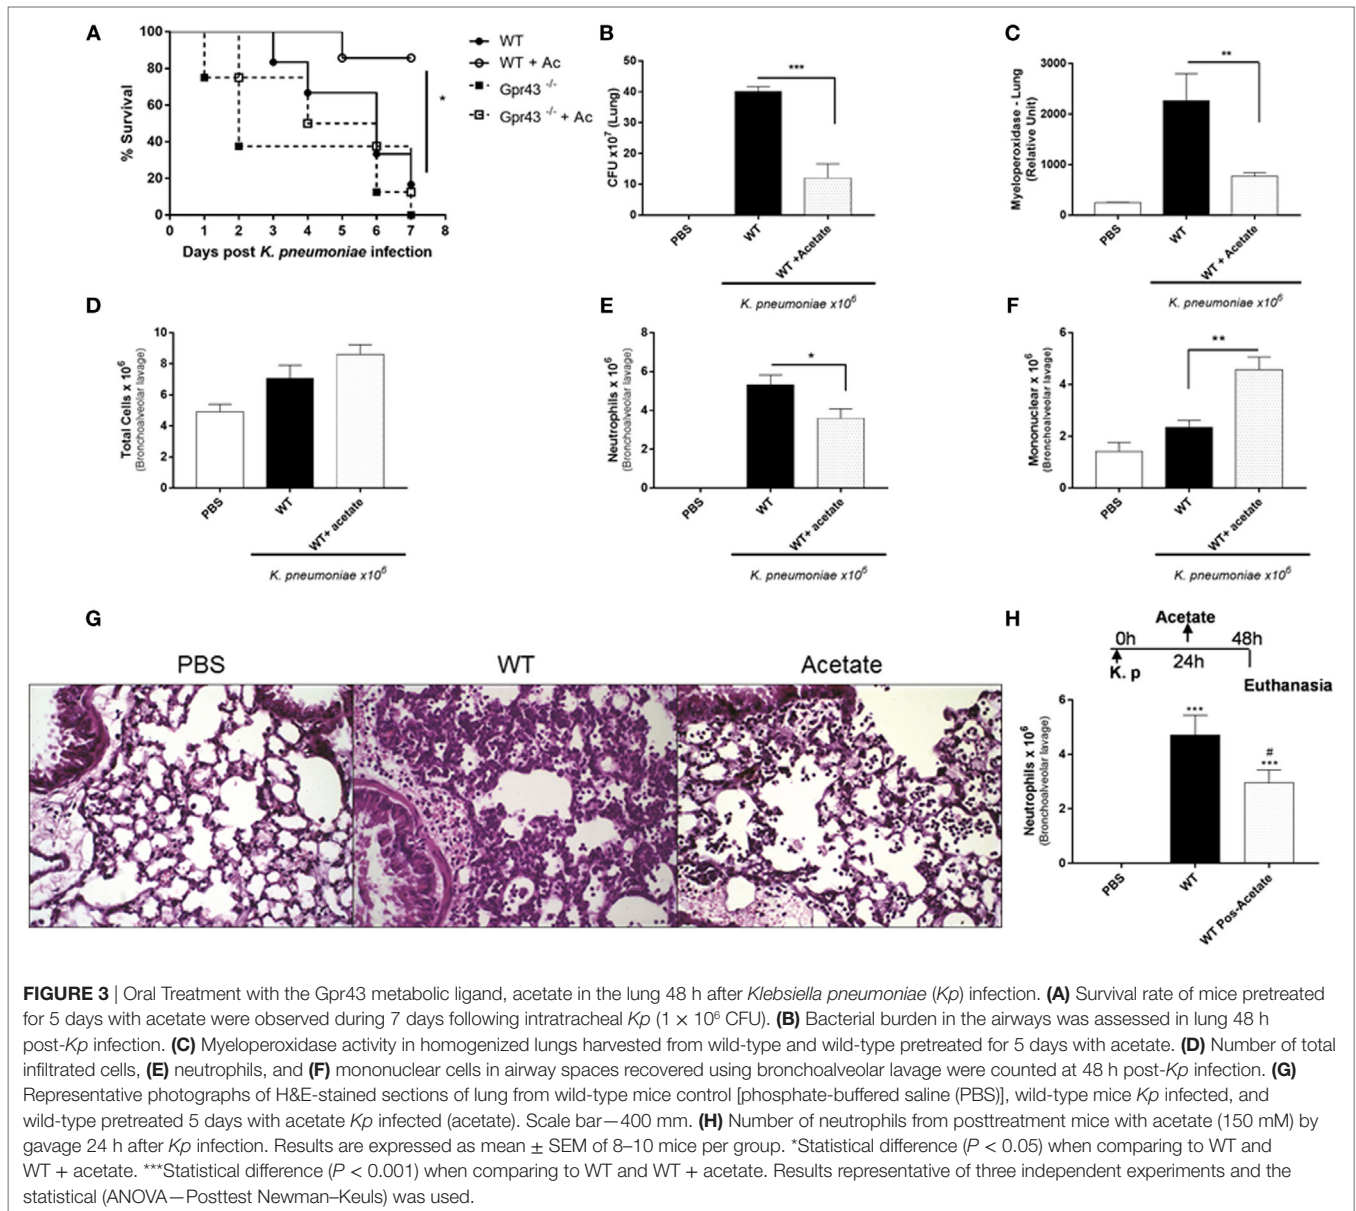 A
100
80
60
40
20
0
% Survival
0 1 2 3 4 5 6 7 8
Days post K. pneumoniae infection
WT
WT + Ac
Gpr43 -/-
Gpr43 -/- + Ac
*
B
50
40
30
20
10
0
CFU x10⁷ (Lung)
***
PBS
WT
WT +Acetate
K. pneumoniae x10⁶
C
3000
2000
1000
0
Myeloperoxidase - Lung
(Relative Unit)
**
PBS
WT
WT + Acetate
K. pneumoniae x10⁶
D
10
8
6
4
2
0
Total Cells x 10⁶
(Bronchoalveolar lavage)
PBS
WT
WT+ acetate
K. pneumoniae x10⁶
E
8
6
4
2
0
Neutrophils x 10⁶
(Bronchoalveolar lavage)
*
PBS
WT
WT+ acetate
K. pneumoniae x10⁶
F
6
4
2
0
Mononuclear x 10⁶
(Bronchoalveolar lavage)
**
PBS
WT
WT+ acetate
K. pneumoniae x10⁶
G
PBS
WT
Acetate
H
Acetate
0h
48h
24h
K. p
Euthanasia
6
4
2
0
Neutrophils x 10⁶
(Bronchoalveolar lavage)
***
#
***
PBS
WT
WT Pos-Acetate
FIGURE 3 | Oral Treatment with the Gpr43 metabolic ligand, acetate in the lung 48 h after Klebsiella pneumoniae (Kp) infection. (A) Survival rate of mice pretreated
for 5 days with acetate were observed during 7 days following intratracheal Kp (1 × 10⁶ CFU). (B) Bacterial burden in the airways was assessed in lung 48 h
post-Kp infection. (C) Myeloperoxidase activity in homogenized lungs harvested from wild-type and wild-type pretreated for 5 days with acetate. (D) Number of total
infiltrated cells, (E) neutrophils, and (F) mononuclear cells in airway spaces recovered using bronchoalveolar lavage were counted at 48 h post-Kp infection. (G)
Representative photographs of H&E-stained sections of lung from wild-type mice control [phosphate-buffered saline (PBS)], wild-type mice Kp infected, and
wild-type pretreated 5 days with acetate Kp infected (acetate). Scale bar—400 mm. (H) Number of neutrophils from posttreatment mice with acetate (150 mM) by
gavage 24 h after Kp infection. Results are expressed as mean ± SEM of 8–10 mice per group. *Statistical difference (P < 0.05) when comparing to WT and
WT + acetate. ***Statistical difference (P < 0.001) when comparing to WT and WT + acetate. Results representative of three independent experiments and the
statistical (ANOVA—Posttest Newman–Keuls) was used.